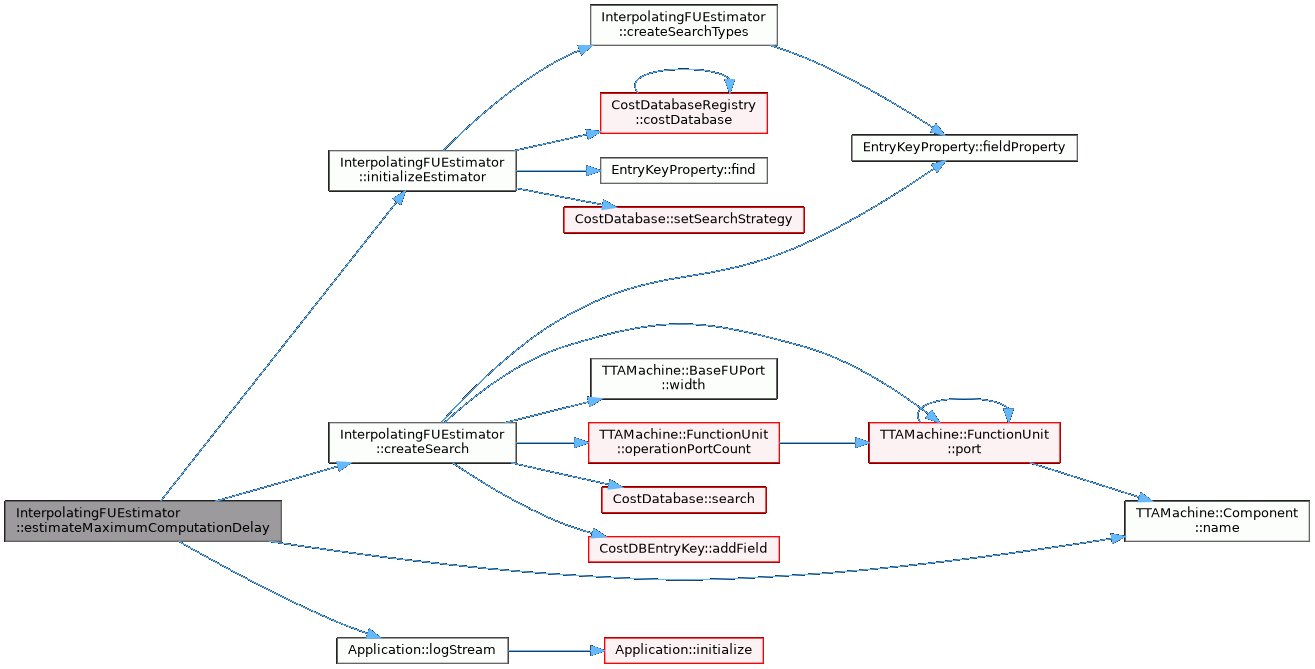 InterpolatingFUEstimator
::createSearchTypes
CostDatabaseRegistry
::costDatabase
EntryKeyProperty::fieldProperty
InterpolatingFUEstimator
::initializeEstimator
EntryKeyProperty::find
CostDatabase::setSearchStrategy
TTAMachine::BaseFUPort
::width
InterpolatingFUEstimator
::createSearch
TTAMachine::FunctionUnit
::operationPortCount
TTAMachine::FunctionUnit
::port
CostDatabase::search
InterpolatingFUEstimator
::estimateMaximumComputationDelay
TTAMachine::Component
::name
CostDBEntryKey::addField
Application::logStream
Application::initialize